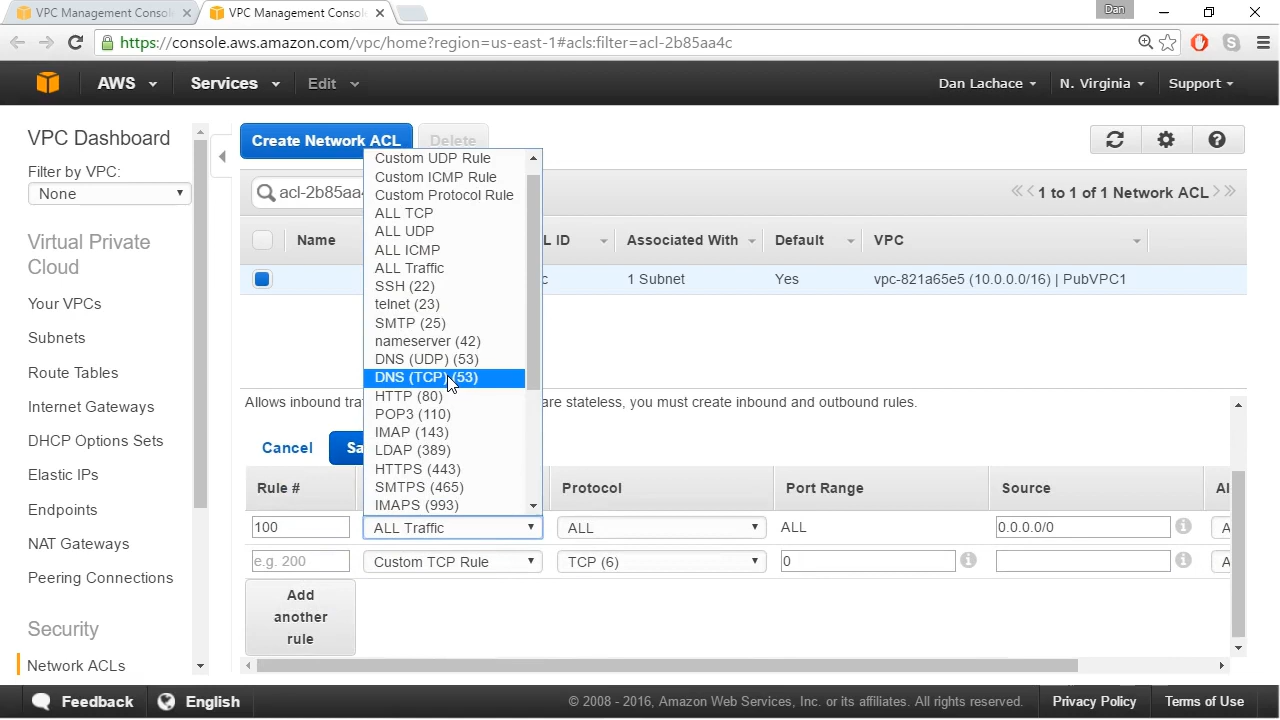 VPC Management Console
VPC Management Console
Dan
https://console.aws.amazon.com/vpc/home?region=us-east-1#acls:filter=acl-2b85aa4c
AWS
Services
Edit
Dan Lachace
N. Virginia
Support
VPC Dashboard
Filter by VPC:
None
Virtual Private
Cloud
Your VPCs
Subnets
Route Tables
Internet Gateways
DHCP Options Sets
Elastic IPs
Endpoints
NAT Gateways
Peering Connections
Security
Network ACLs
Create Network ACL
Delete
acl-2b85aa4
1 to 1 of 1 Network ACL
Name
L ID
Associated With
Default
VPC
c
1 Subnet
Yes
vpc-821a65e5 (10.0.0.0/16) | PubVPC1
Custom UDP Rule
Custom ICMP Rule
Custom Protocol Rule
ALL TCP
ALL UDP
ALL ICMP
ALL Traffic
SSH (22)
telnet (23)
SMTP (25)
nameserver (42)
DNS (UDP) (53)
DNS (TCP) (53)
HTTP (80)
POP3 (110)
IMAP (143)
LDAP (389)
HTTPS (443)
SMTPS (465)
IMAPS (993)
Allows inbound tra
are stateless, you must create inbound and outbound rules.
Cancel
Sa
Rule #
Protocol
Port Range
Source
Al
100
ALL Traffic
ALL
ALL
0.0.0.0/0
A
e.g. 200
Custom TCP Rule
TCP (6)
0
A
Add
another
rule
Feedback
English
© 2008 - 2016, Amazon Web Services, Inc. or its affiliates. All rights reserved.
Privacy Policy
Terms of Use